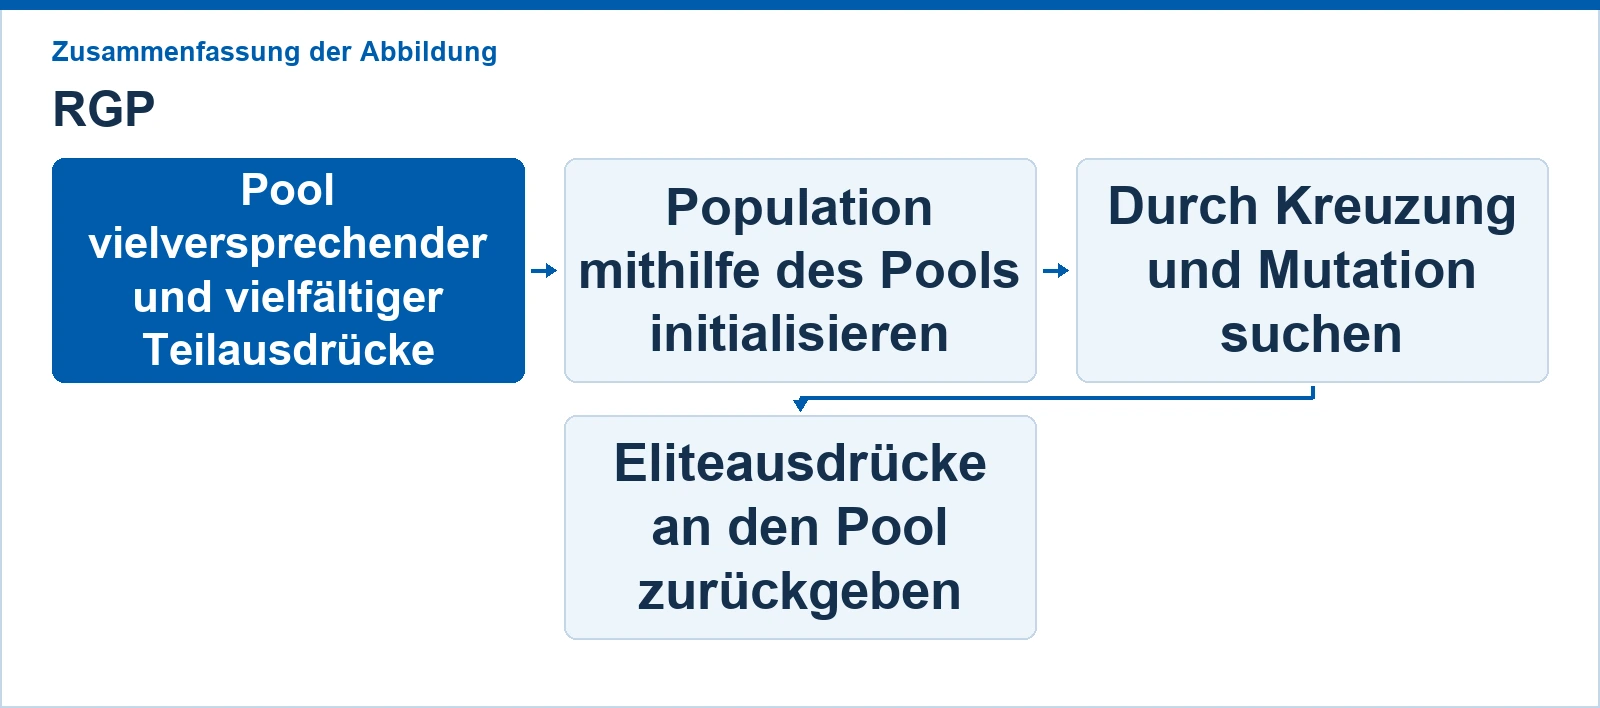 Zusammenfassung der Abbildung
RGP
Pool
vielversprechender
und vielfältiger
Teilausdrücke
Population
mithilfe des Pools
initialisieren
Durch Kreuzung
und Mutation
suchen
Eliteausdrücke
an den Pool
zurückgeben